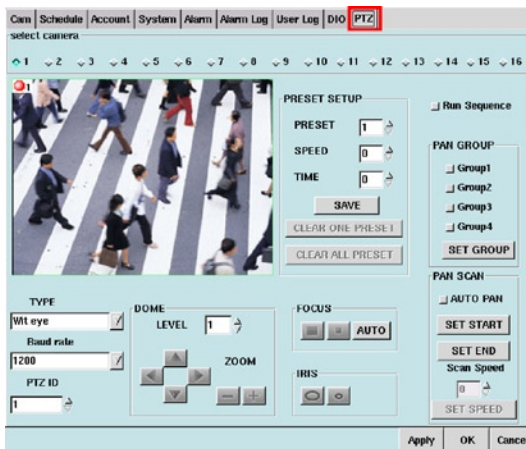 Cam Schedule Account System Alarm Alarm Log User Log DIO PTZ
select camera
1 2 3 4 5 6 7 8 9 10 11 12 13 14 15 16
1
PRESET SETUP
PRESET 1
SPEED 0
TIME 0
SAVE
CLEAR ONE PRESET
CLEAR ALL PRESET
Run Sequence
PAN GROUP
Group1
Group2
Group3
Group4
SET GROUP
PAN SCAN
AUTO PAN
SET START
SET END
Scan Speed
0
SET SPEED
TYPE
Wit eye
Baud rate
1200
PTZ ID
1
DOME
LEVEL 1
ZOOM
FOCUS
AUTO
IRIS
Apply OK Cance